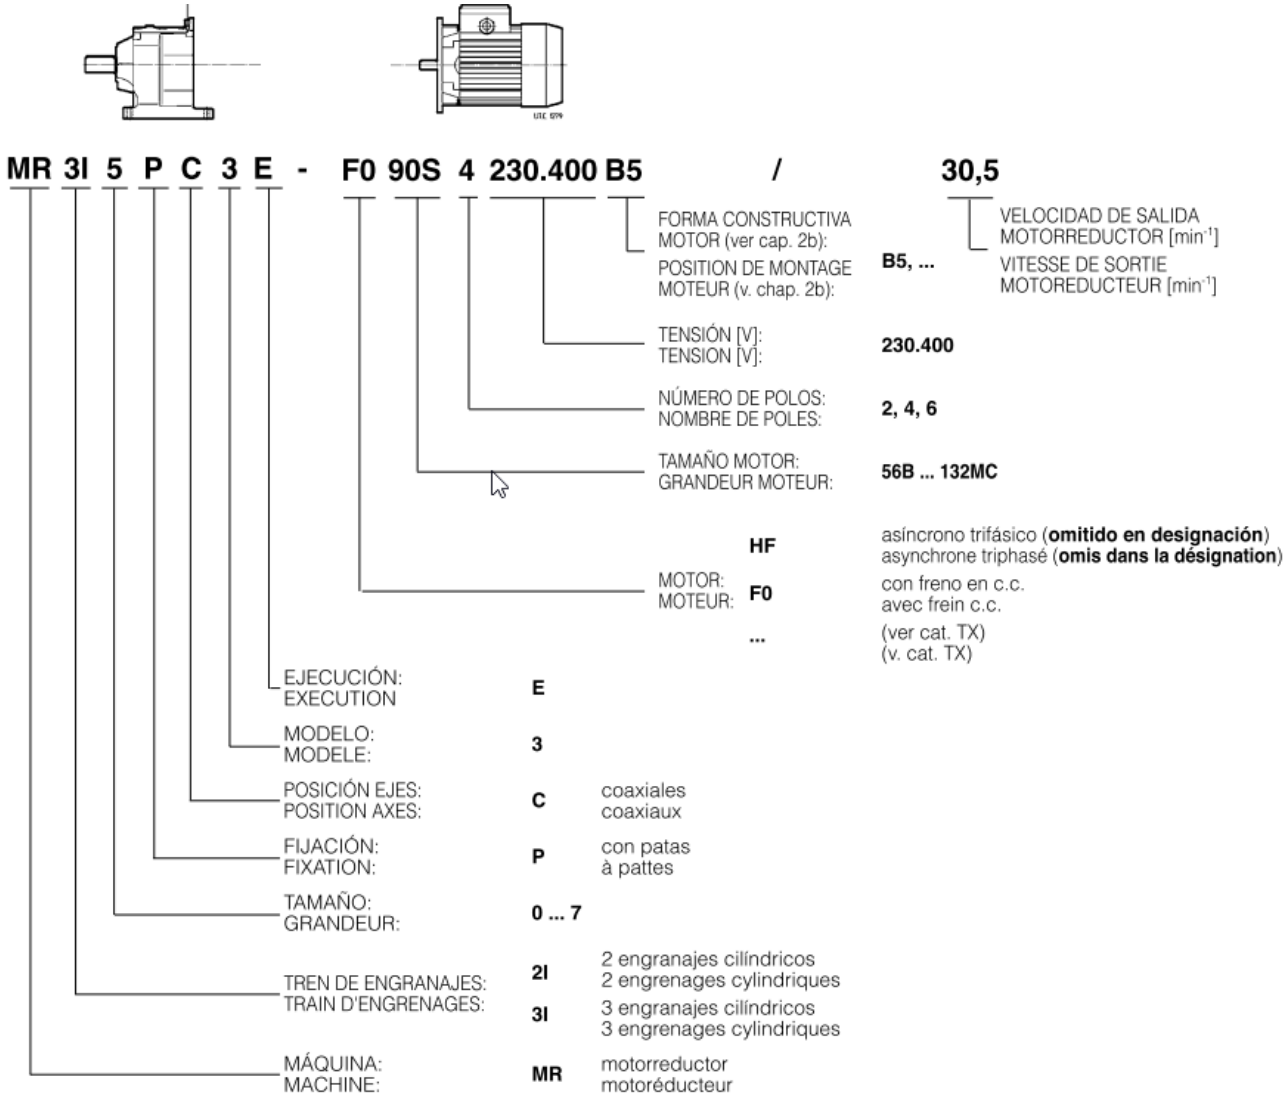 UT.C 1279
MR 3I 5 P C 3 E - F0 90S 4 230.400 B5 / 30,5
FORMA CONSTRUCTIVA
MOTOR (ver cap. 2b):
POSITION DE MONTAGE
MOTEUR (v. chap. 2b):
B5, ...
VELOCIDAD DE SALIDA
MOTORREDUCTOR [min-1]
VITESSE DE SORTIE
MOTOREDUCTEUR [min-1]
TENSIÓN [V]:
TENSION [V]:
230.400
NÚMERO DE POLOS:
NOMBRE DE POLES:
2, 4, 6
TAMAÑO MOTOR:
GRANDEUR MOTEUR:
56B ... 132MC
MOTOR:
MOTEUR:
HF
asíncrono trifásico (omitido en designación)
asynchrone triphasé (omis dans la désignation)
F0
con freno en c.c.
avec frein c.c.
...
(ver cat. TX)
(v. cat. TX)
EJECUCIÓN:
EXECUTION
E
MODELO:
MODELE:
3
POSICIÓN EJES:
POSITION AXES:
C
coaxiales
coaxiaux
FIJACIÓN:
FIXATION:
P
con patas
à pattes
TAMAÑO:
GRANDEUR:
0 ... 7
TREN DE ENGRANAJES:
TRAIN D'ENGRENAGES:
2I
2 engranajes cilíndricos
2 engrenages cylindriques
3I
3 engranajes cilíndricos
3 engrenages cylindriques
MÁQUINA:
MACHINE:
MR
motorreductor
motoréducteur